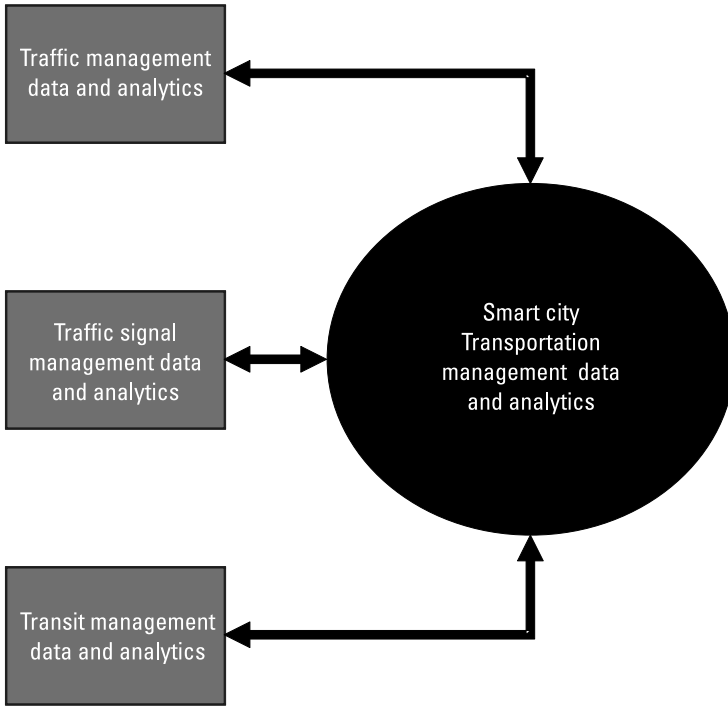 Traffic management
data and analytics
Smart city
Transportation
management data
and analytics
Traffic signal
management data
and analytics
Transit management
data and analytics